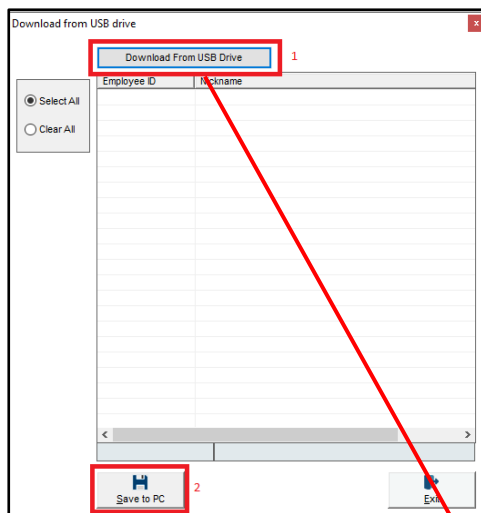 Download from USB drive
x
Download From USB Drive
1
Employee ID
Nickname
Select All
Clear All
Save to PC
2
Exit